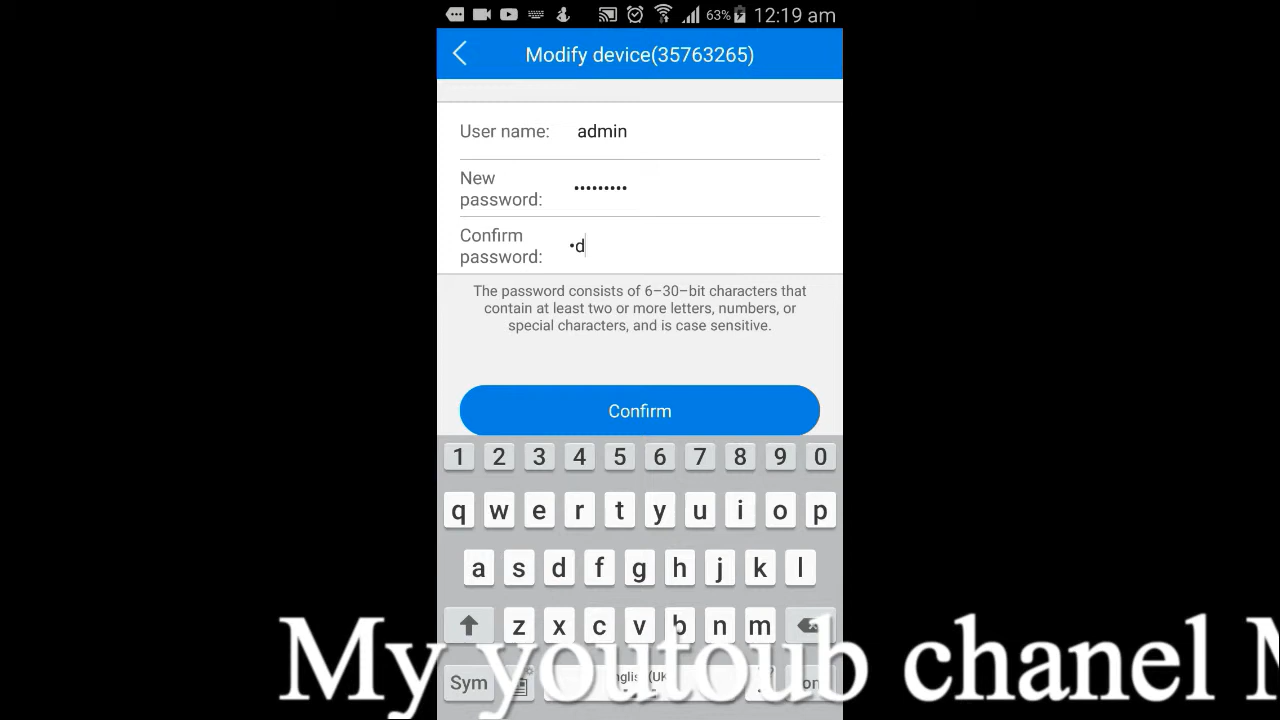 63% 12:19 am
Modify device(35763265)
User name: admin
New password: •••••••••
Confirm password: •d
The password consists of 6–30–bit characters that
contain at least two or more letters, numbers, or
special characters, and is case sensitive.
Confirm
1 2 3 4 5 6 7 8 9 0
q w e r t y u i o p
a s d f g h j k l
z x c v b n m
My youtoub chanel M
Sym